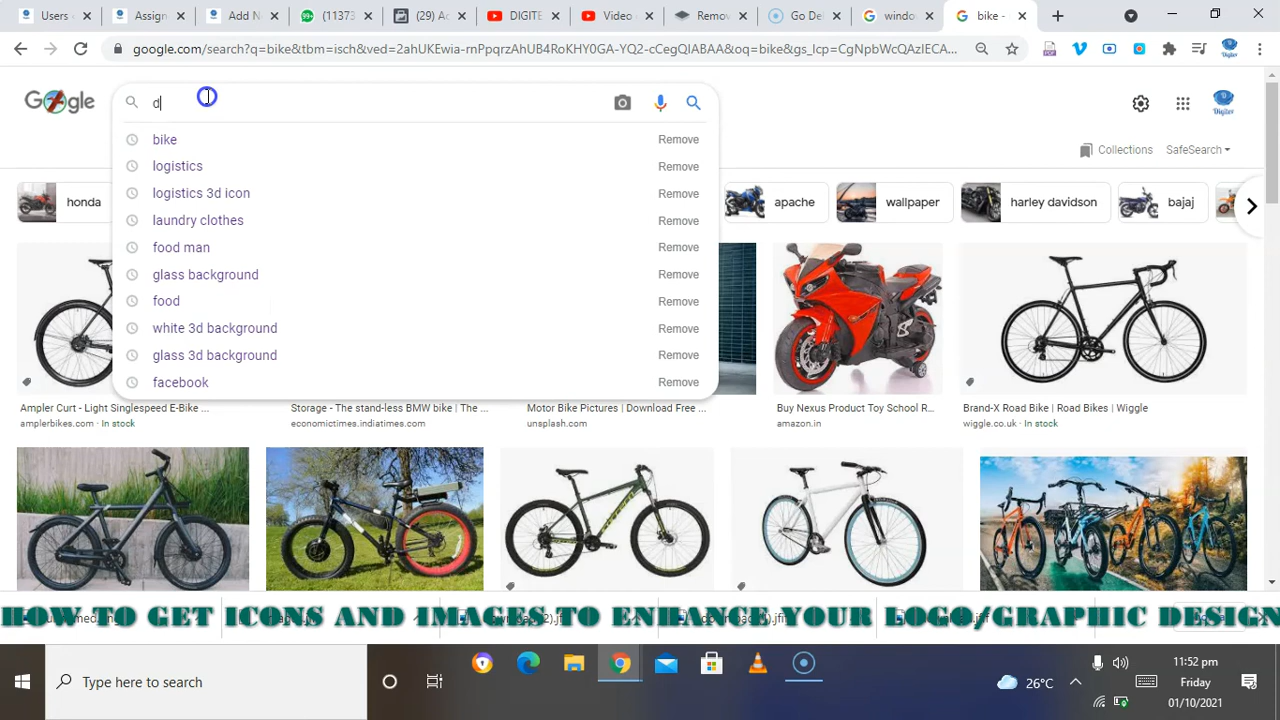 Users
Assign
Add N
(11373
(29) Ac
DIGITE
Video
Remov
Go De
windo
bike -
google.com/search?q=bike&tbm=isch&ved=2ahUKEwia-rnPpqrzAhUB4RoKHY0GA-YQ2-cCegQIABAA&oq=bike&gs_lcp=CgNpbWcQAzIECA...
Google
d
bike Remove
logistics Remove
logistics 3d icon Remove
laundry clothes Remove
food man Remove
glass background Remove
food Remove
white 3d background Remove
glass 3d background Remove
facebook Remove
Digitex
Collections SafeSearch
honda apache wallpaper harley davidson bajaj
Ampler Curt - Light Singlespeed E-Bike ...
amplerbikes.com · In stock
Storage - The stand-less BMW bike | The ...
economictimes.indiatimes.com
Motor Bike Pictures | Download Free ...
unsplash.com
Buy Nexus Product Toy School R...
amazon.in
Brand-X Road Bike | Road Bikes | Wiggle
wiggle.co.uk · In stock
HOW TO GET ICONS AND IMAGES TO ENHANCE YOUR LOGO/GRAPHIC DESIGN
Type here to search
26°C
11:52 pm
Friday
01/10/2021